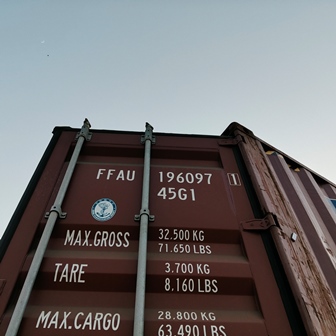 FFAU 196097 1
45G1
MAX.GROSS 32.500 KG
71.650 LBS
TARE 3.700 KG
8.160 LBS
MAX.CARGO 28.800 KG
63.490 LBS